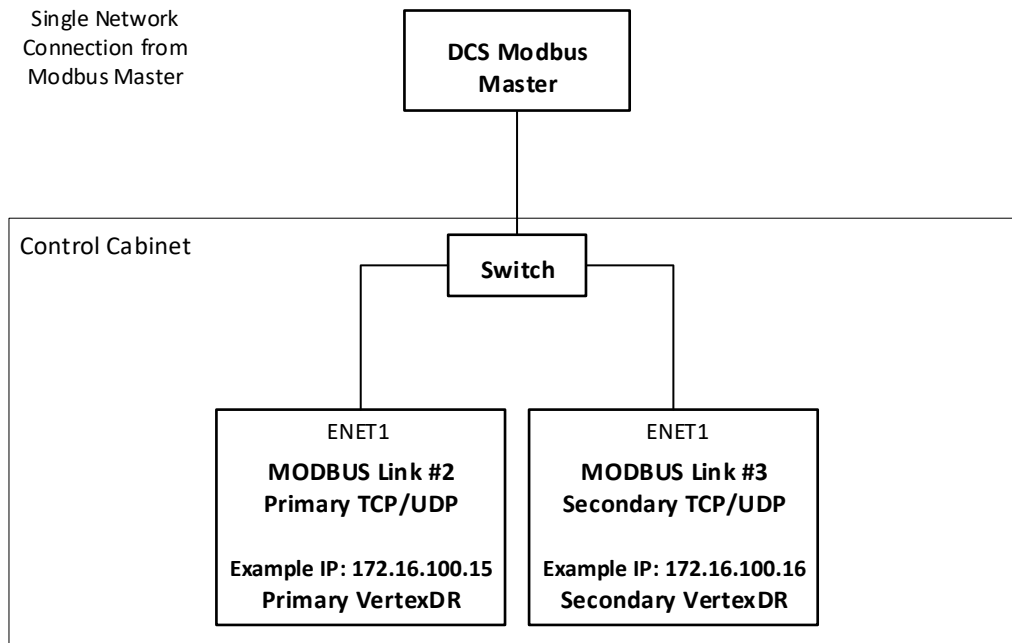 Single Network
Connection from
Modbus Master
DCS Modbus
Master
Control Cabinet
Switch
ENET1
MODBUS Link #2
Primary TCP/UDP
Example IP: 172.16.100.15
Primary VertexDR
ENET1
MODBUS Link #3
Secondary TCP/UDP
Example IP: 172.16.100.16
Secondary VertexDR